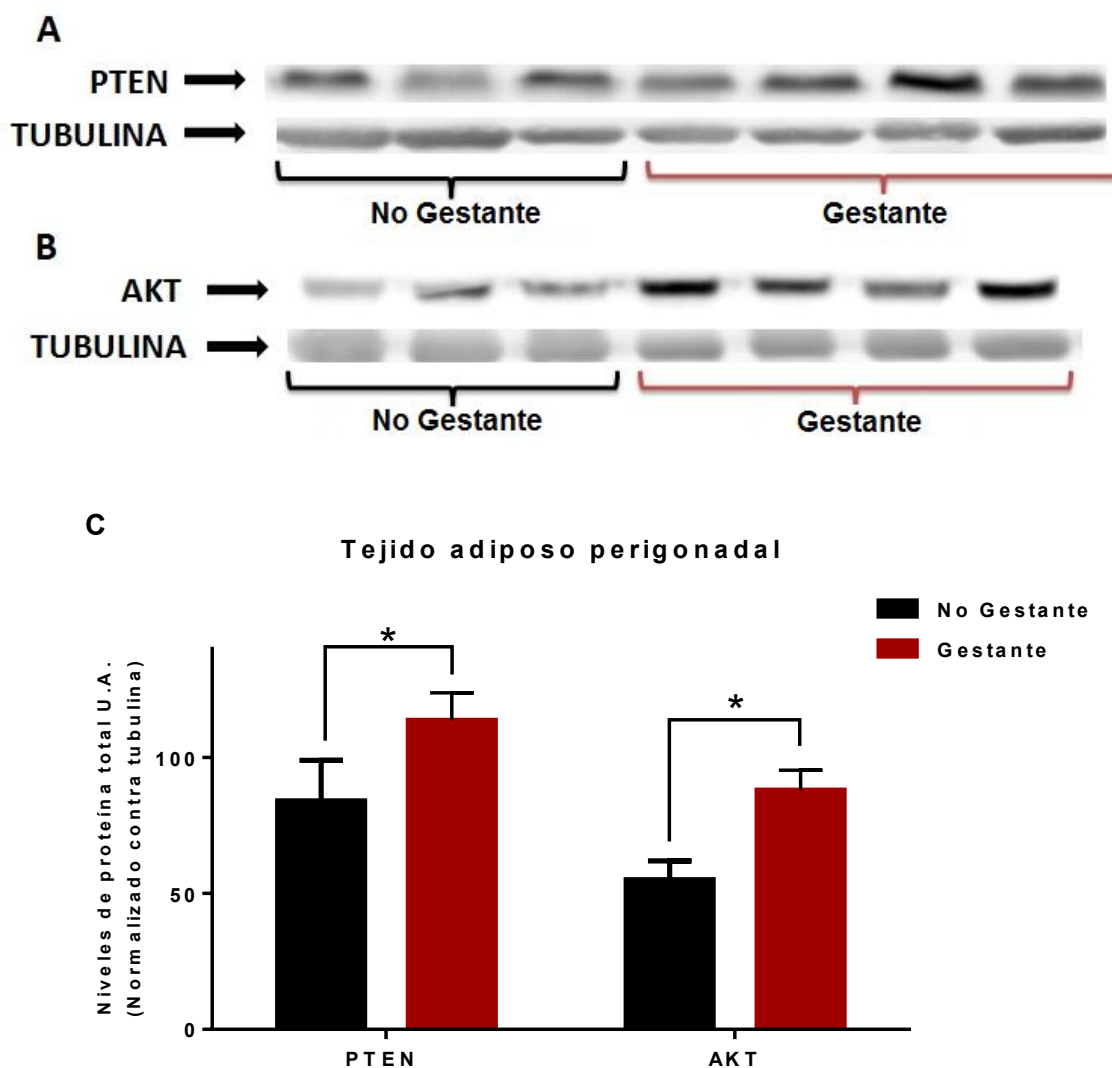 A
PTEN
TUBULINA
No Gestante
Gestante
B
AKT
TUBULINA
No Gestante
Gestante
C
Tejido adiposo perigonadal
No Gestante
Gestante
Niveles de proteína total U.A.
(Normalizado contra tubulina)
*
*
100
50
0
PTEN
AKT